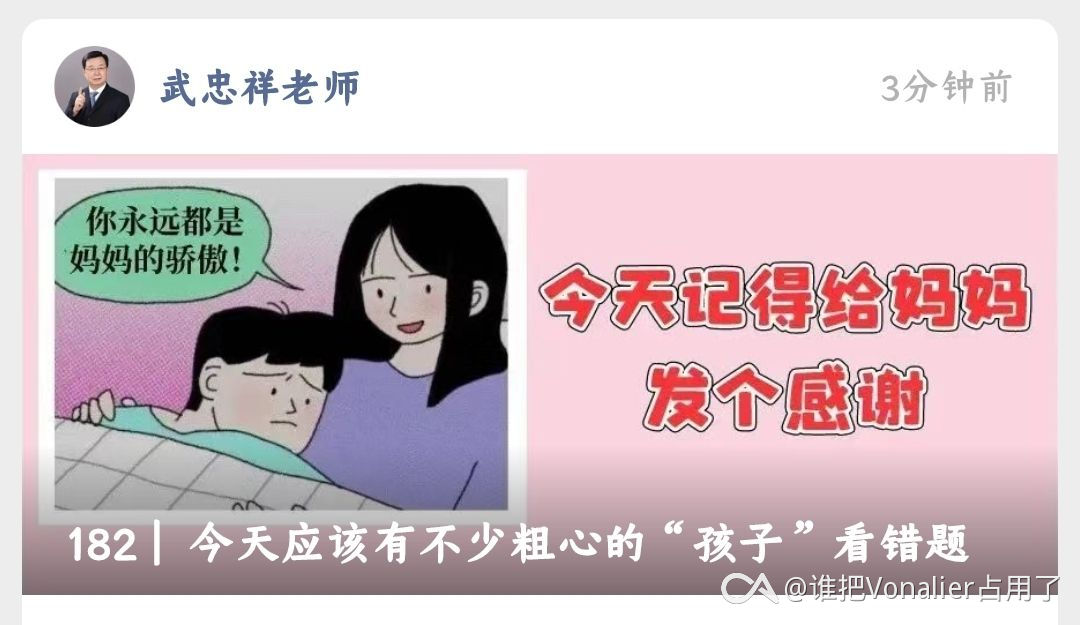 武忠祥老师
3分钟前
你永远都是
妈妈的骄傲!
今天记得给妈妈
发个感谢
182| 今天应该有不少粗心的“孩子”看错题
@谁把Vonalier占用了